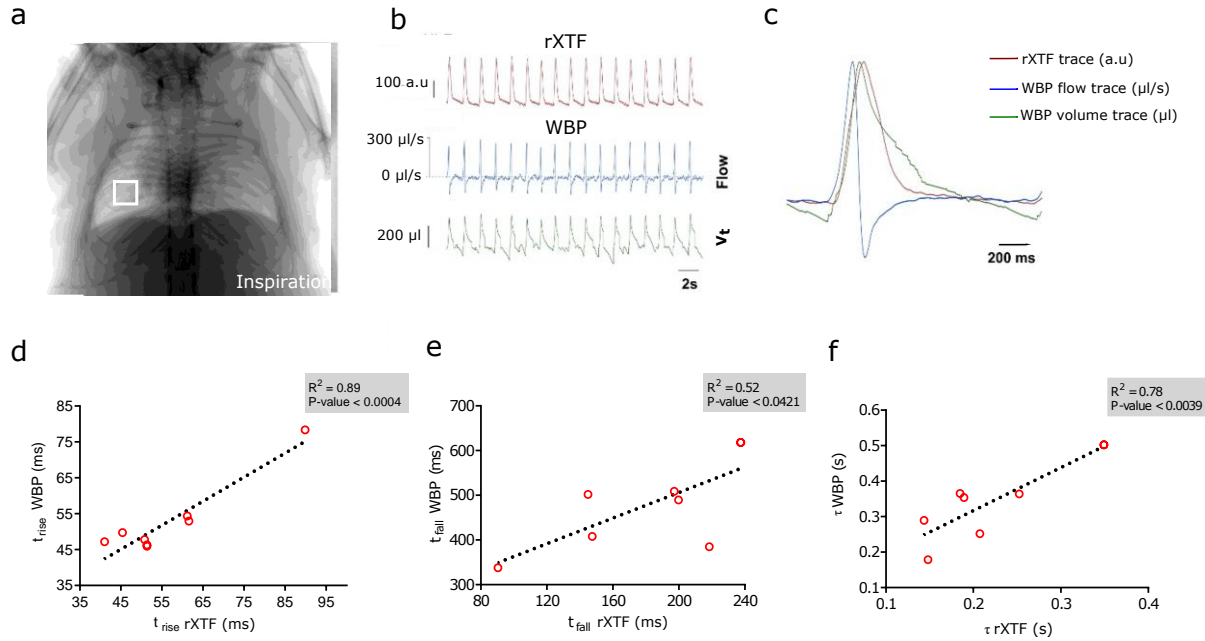 a
Inspiration
b
rXTF
100 a.u
WBP
300 µl/s
0 µl/s
Flow
200 µl
Vt
2s
c
rXTF trace (a.u)
WBP flow trace (µl/s)
WBP volume trace (µl)
200 ms
d
R² = 0.89
P-value < 0.0004
85
75
65
55
45
35
t rise WBP (ms)
35 45 55 65 75 85 95
t rise rXTF (ms)
e
R² = 0.52
P-value < 0.0421
700
600
500
400
300
t fall WBP (ms)
80 120 160 200 240
t fall rXTF (ms)
f
R² = 0.78
P-value < 0.0039
0.6
0.5
0.4
0.3
0.2
0.1
τ WBP (s)
0.1 0.2 0.3 0.4
τ rXTF (s)